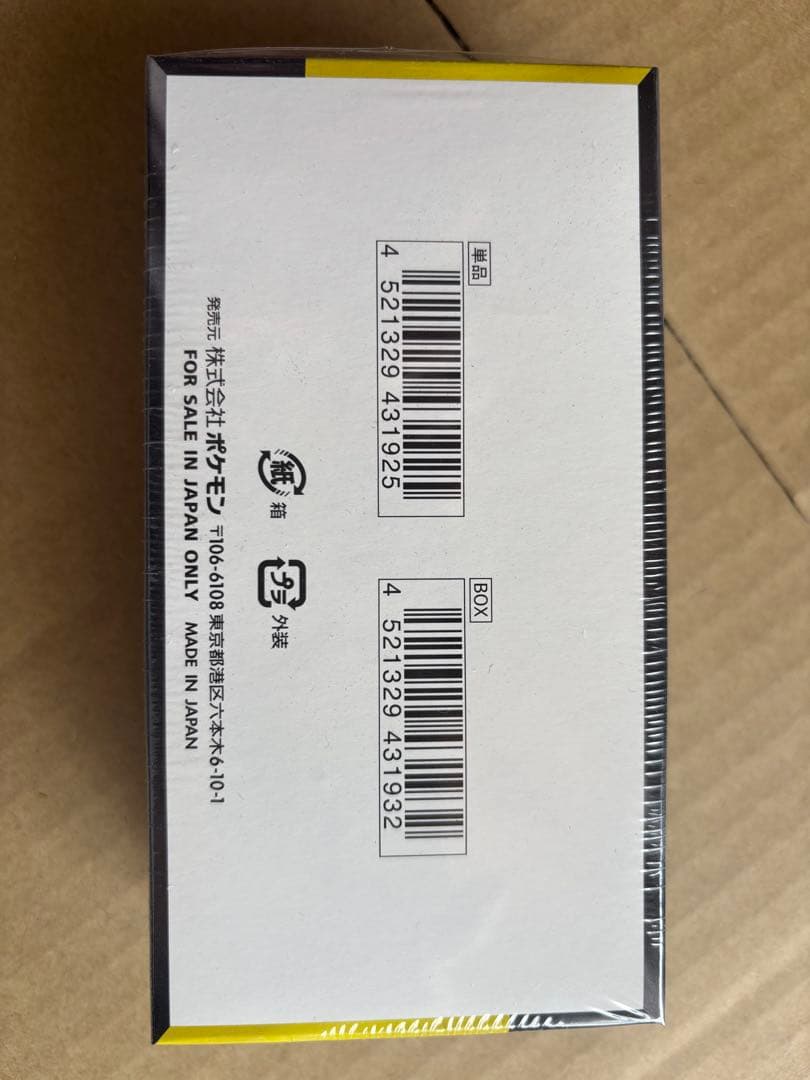 単品
4 521329 431925
BOX
4 521329 431932
紙 箱
プラ 外装
発売元 株式会社ポケモン 〒106-6108 東京都港区六本木6-10-1
FOR SALE IN JAPAN ONLY MADE IN JAPAN